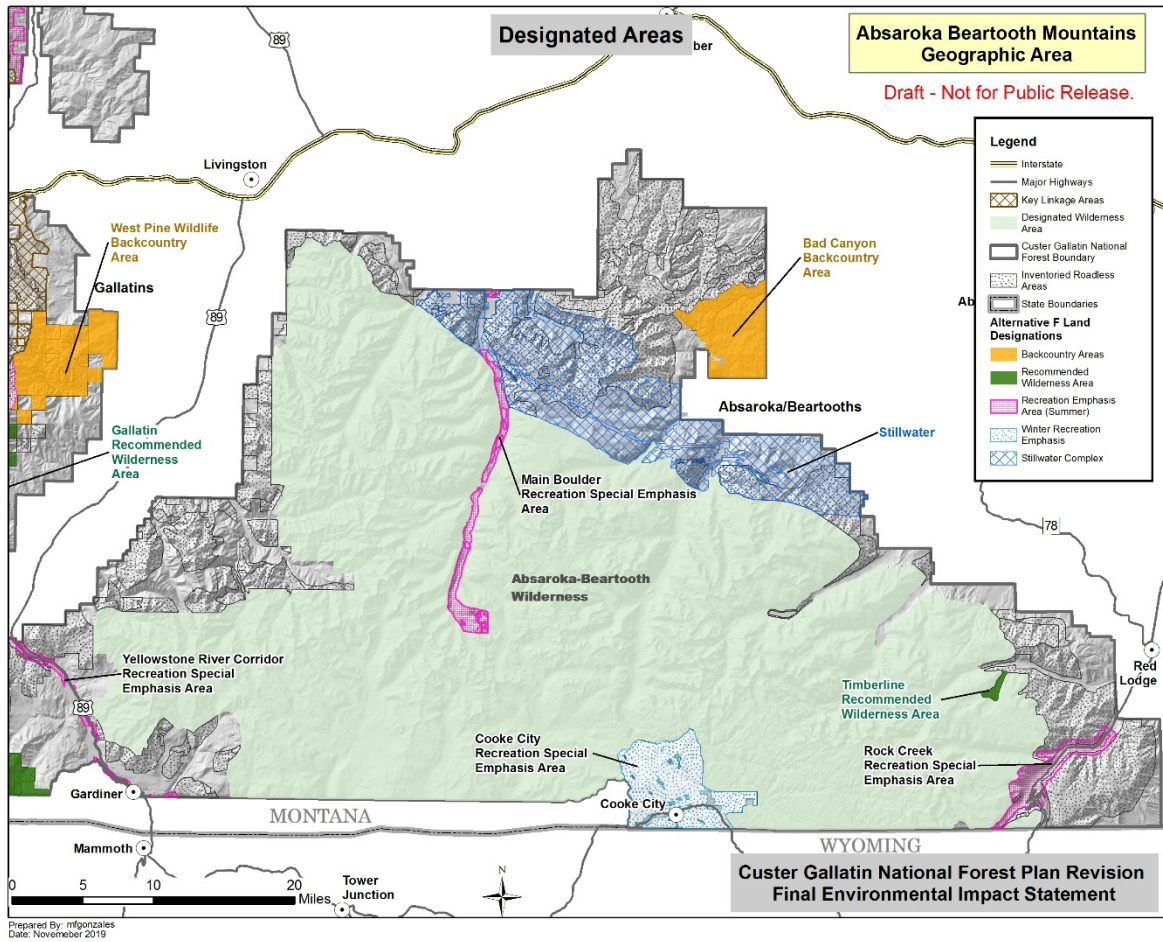 Designated Areas
Absaroka Beartooth Mountains
Geographic Area
Draft - Not for Public Release.
89
ber
Livingston
Legend
Interstate
Major Highways
Key Linkage Areas
Designated Wilderness
Area
Custer Gallatin National
Forest Boundary
Inventoried Roadless
Areas
State Boundaries
Alternative F Land
Designations
Backcountry Areas
Recommended
Wilderness Area
Recreation Emphasis
Area (Summer)
Winter Recreation
Emphasis
Stillwater Complex
West Pine Wildlife
Backcountry
Area
Gallatins
89
Bad Canyon
Backcountry
Area
Ab
Absaroka/Beartooths
Stillwater
Gallatin
Recommended
Wilderness
Area
Main Boulder
Recreation Special Emphasis
Area
78
Absaroka-Beartooth
Wilderness
Yellowstone River Corridor
Recreation Special
Emphasis Area
89
Red
Lodge
Timberline
Recommended
Wilderness Area
Cooke City
Recreation Special
Emphasis Area
Rock Creek
Recreation Special
Emphasis Area
Gardiner
Cooke City
MONTANA
WYOMING
Mammoth
Tower
Junction
N
0 5 10 20
Miles
Custer Gallatin National Forest Plan Revision
Final Environmental Impact Statement
Prepared By: mfgonzales
Date: Novemeber 2019